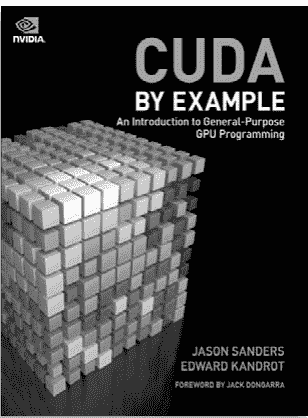 NVIDIA.
CUDA
BY EXAMPLE
An Introduction to General-Purpose
GPU Programming
JASON SANDERS
EDWARD KANDROT
FOREWORD BY JACK DONGARRA